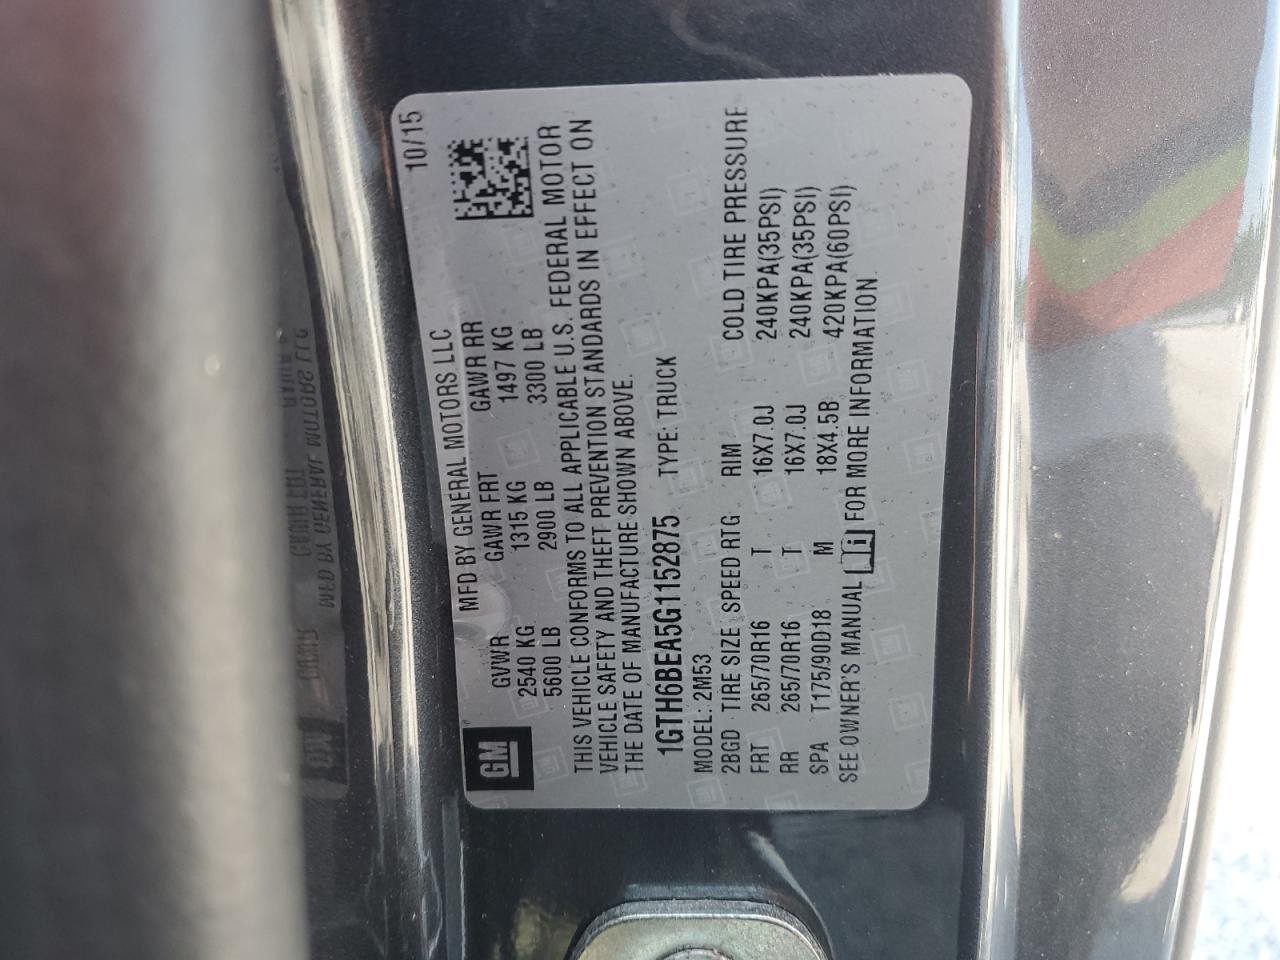 MFD BY GENERAL MOTORS LLC 10/15
GM
GVWR GAWR FRT GAWR RR
2540 KG 1315 KG 1497 KG
5600 LB 2900 LB 3300 LB
THIS VEHICLE CONFORMS TO ALL APPLICABLE U.S. FEDERAL MOTOR
VEHICLE SAFETY AND THEFT PREVENTION STANDARDS IN EFFECT ON
THE DATE OF MANUFACTURE SHOWN ABOVE.
1GTH6BEA5G1152875 TYPE: TRUCK
MODEL: 2M53
2BGD TIRE SIZE SPEED RTG RIM COLD TIRE PRESSURE
FRT 265/70R16 T 16X7.0J 240KPA(35PSI)
RR 265/70R16 T 16X7.0J 240KPA(35PSI)
SPA T175/90D18 M 18X4.5B 420KPA(60PSI)
SEE OWNER'S MANUAL i FOR MORE INFORMATION.